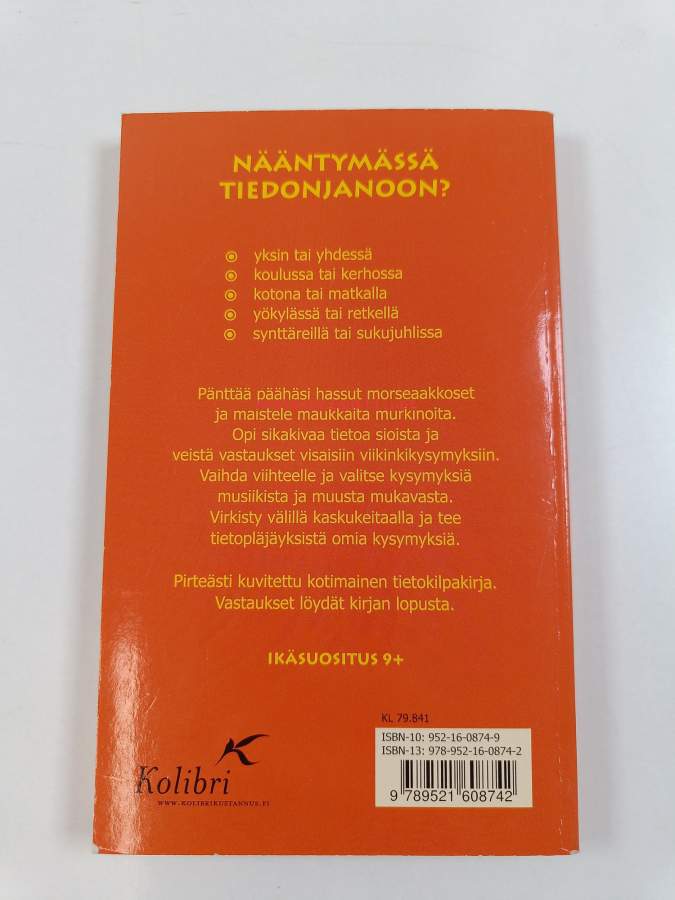 NÄÄNTYMÄSSÄ
TIEDONJANOON?
yksin tai yhdessä
koulussa tai kerhossa
kotona tai matkalla
yökylässä tai retkellä
synttäreillä tai sukujuhlissa
Pänttää päähäsi hassut morseaakkoset
ja maistele maukkaita murkinoita.
Opi sikakivaa tietoa sioista ja
veistä vastaukset visaisiin viikinkikysymyksiin.
Vaihda viihteelle ja valitse kysymyksiä
musiikista ja muusta mukavasta.
Virkisty välillä kaskukeitaalla ja tee
tietopläjäyksistä omia kysymyksiä.
Pirteästi kuvitettu kotimainen tietokilpakirja.
Vastaukset löydät kirjan lopusta.
IKÄSUOSITUS 9+
KL 79.841
ISBN-10: 952-16-0874-9
ISBN-13: 978-952-16-0874-2
9 789521 608742
Kolibri
WWW.KOLIBRIKUSTANNUS.FI